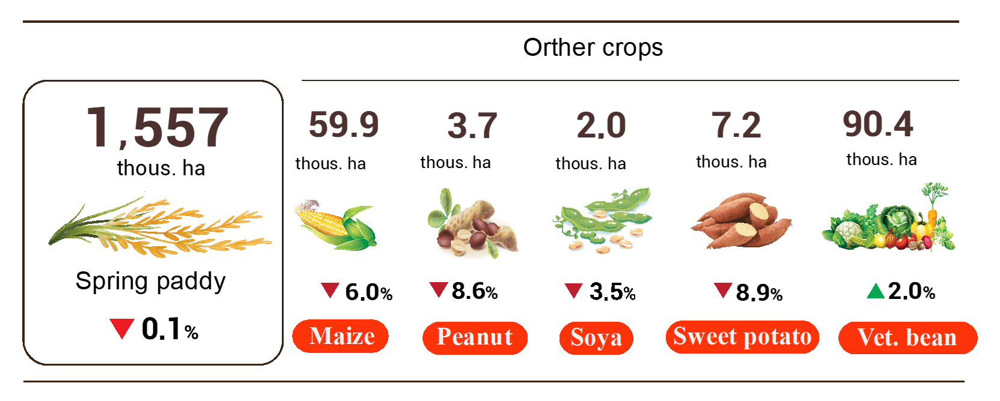 Orther crops
1,557
thous. ha
Spring paddy
0.1%
59.9
thous. ha
6.0%
Maize
3.7
thous. ha
8.6%
Peanut
2.0
thous. ha
3.5%
Soya
7.2
thous. ha
8.9%
Sweet potato
90.4
thous. ha
2.0%
Vet. bean